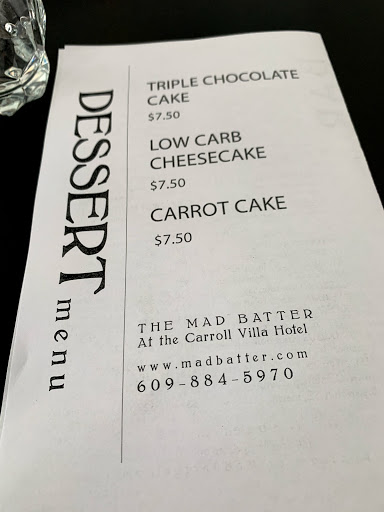 DESSERT menu
TRIPLE CHOCOLATE
CAKE
$7.50
LOW CARB
CHEESECAKE
$7.50
CARROT CAKE
$7.50
THE MAD BATTER
At the Carroll Villa Hotel
www.madbatter.com
609-884-5970